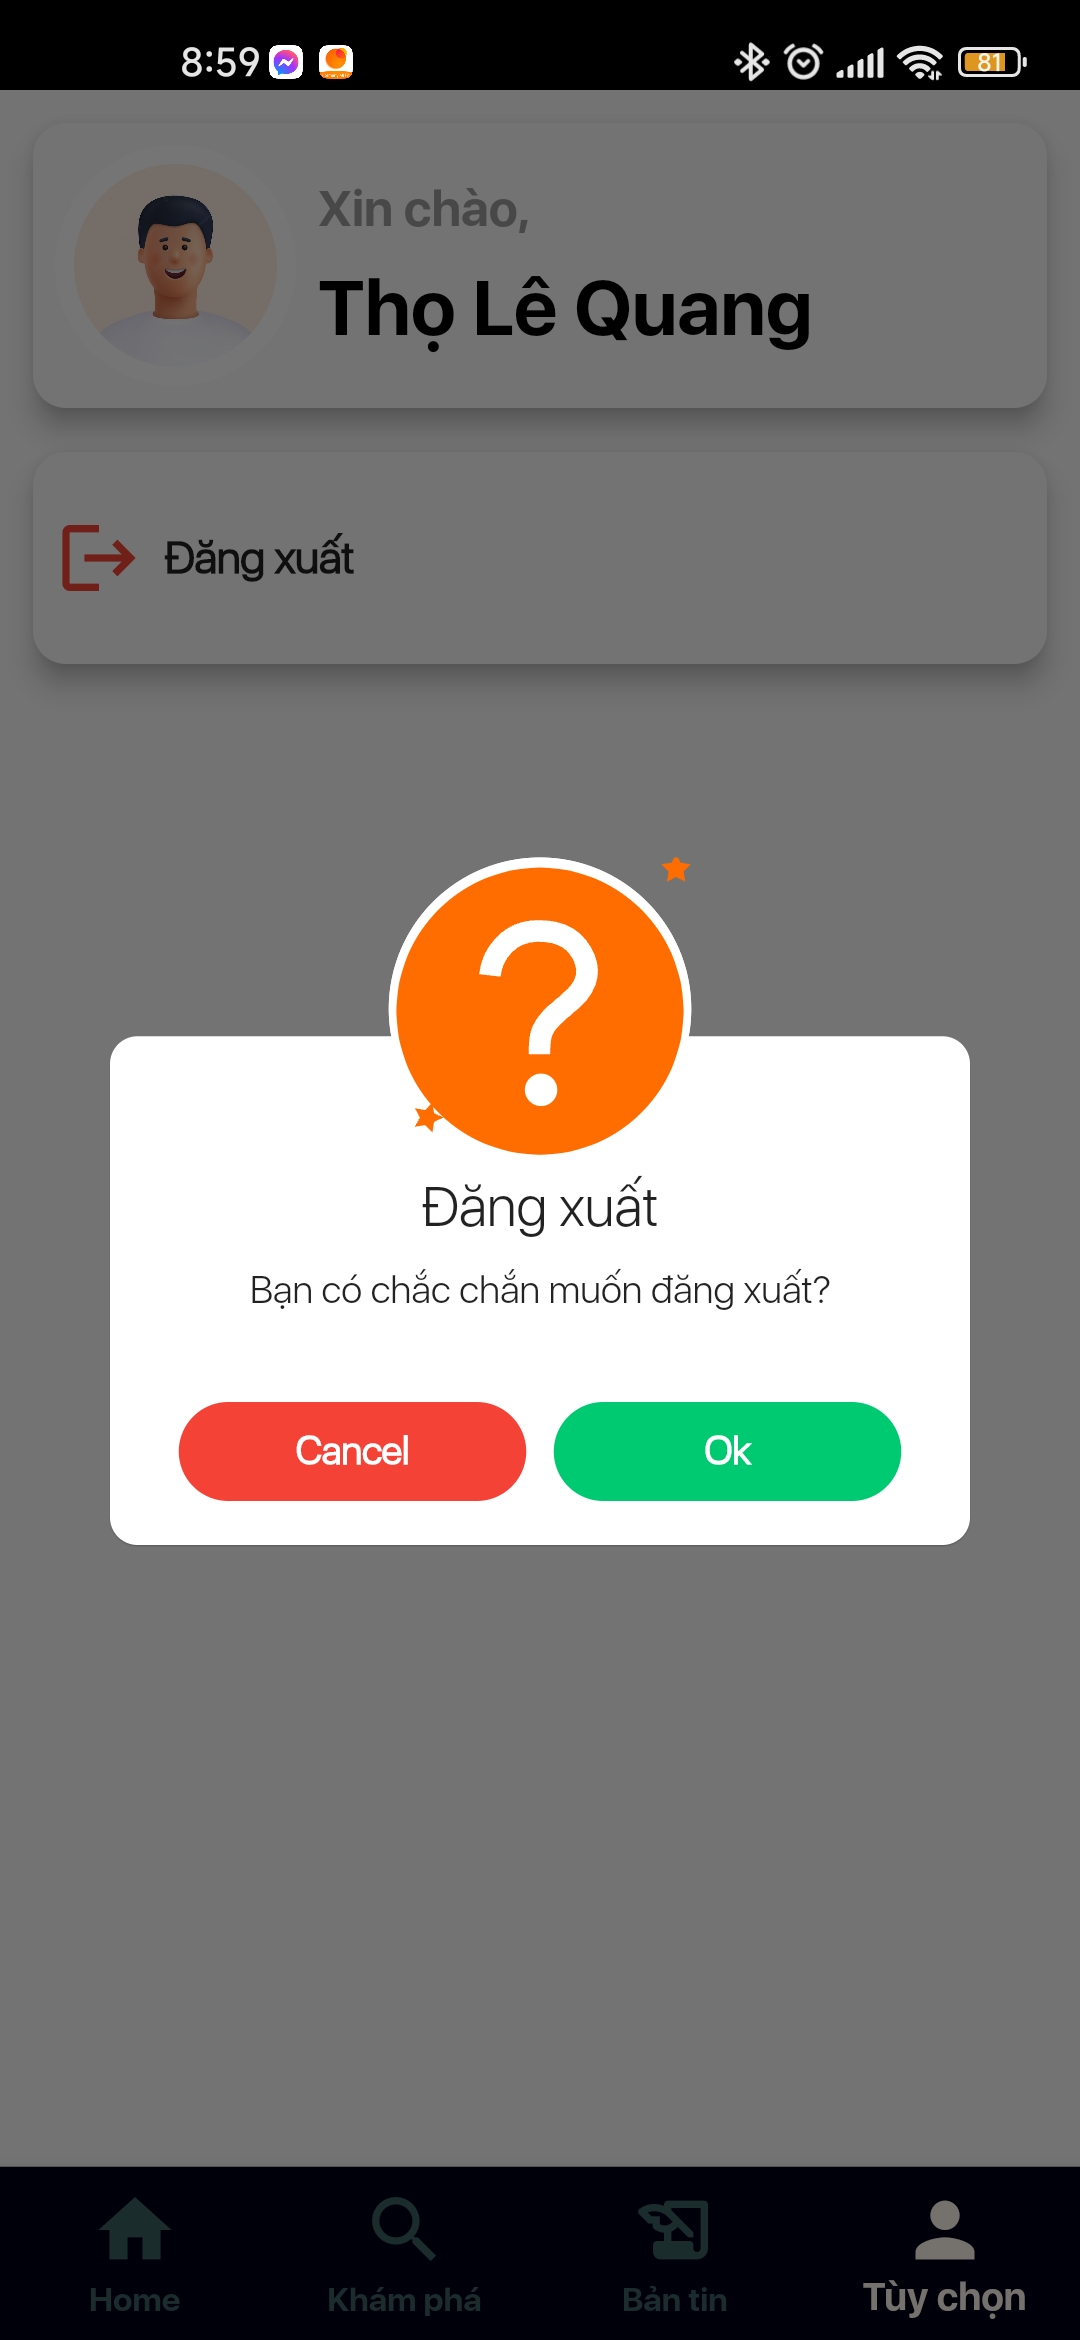 8:59
81
Xin chào,
Thọ Lê Quang
Đăng xuất
Đăng xuất
Bạn có chắc chắn muốn đăng xuất?
Cancel
Ok
Home
Khám phá
Bản tin
Tùy chọn